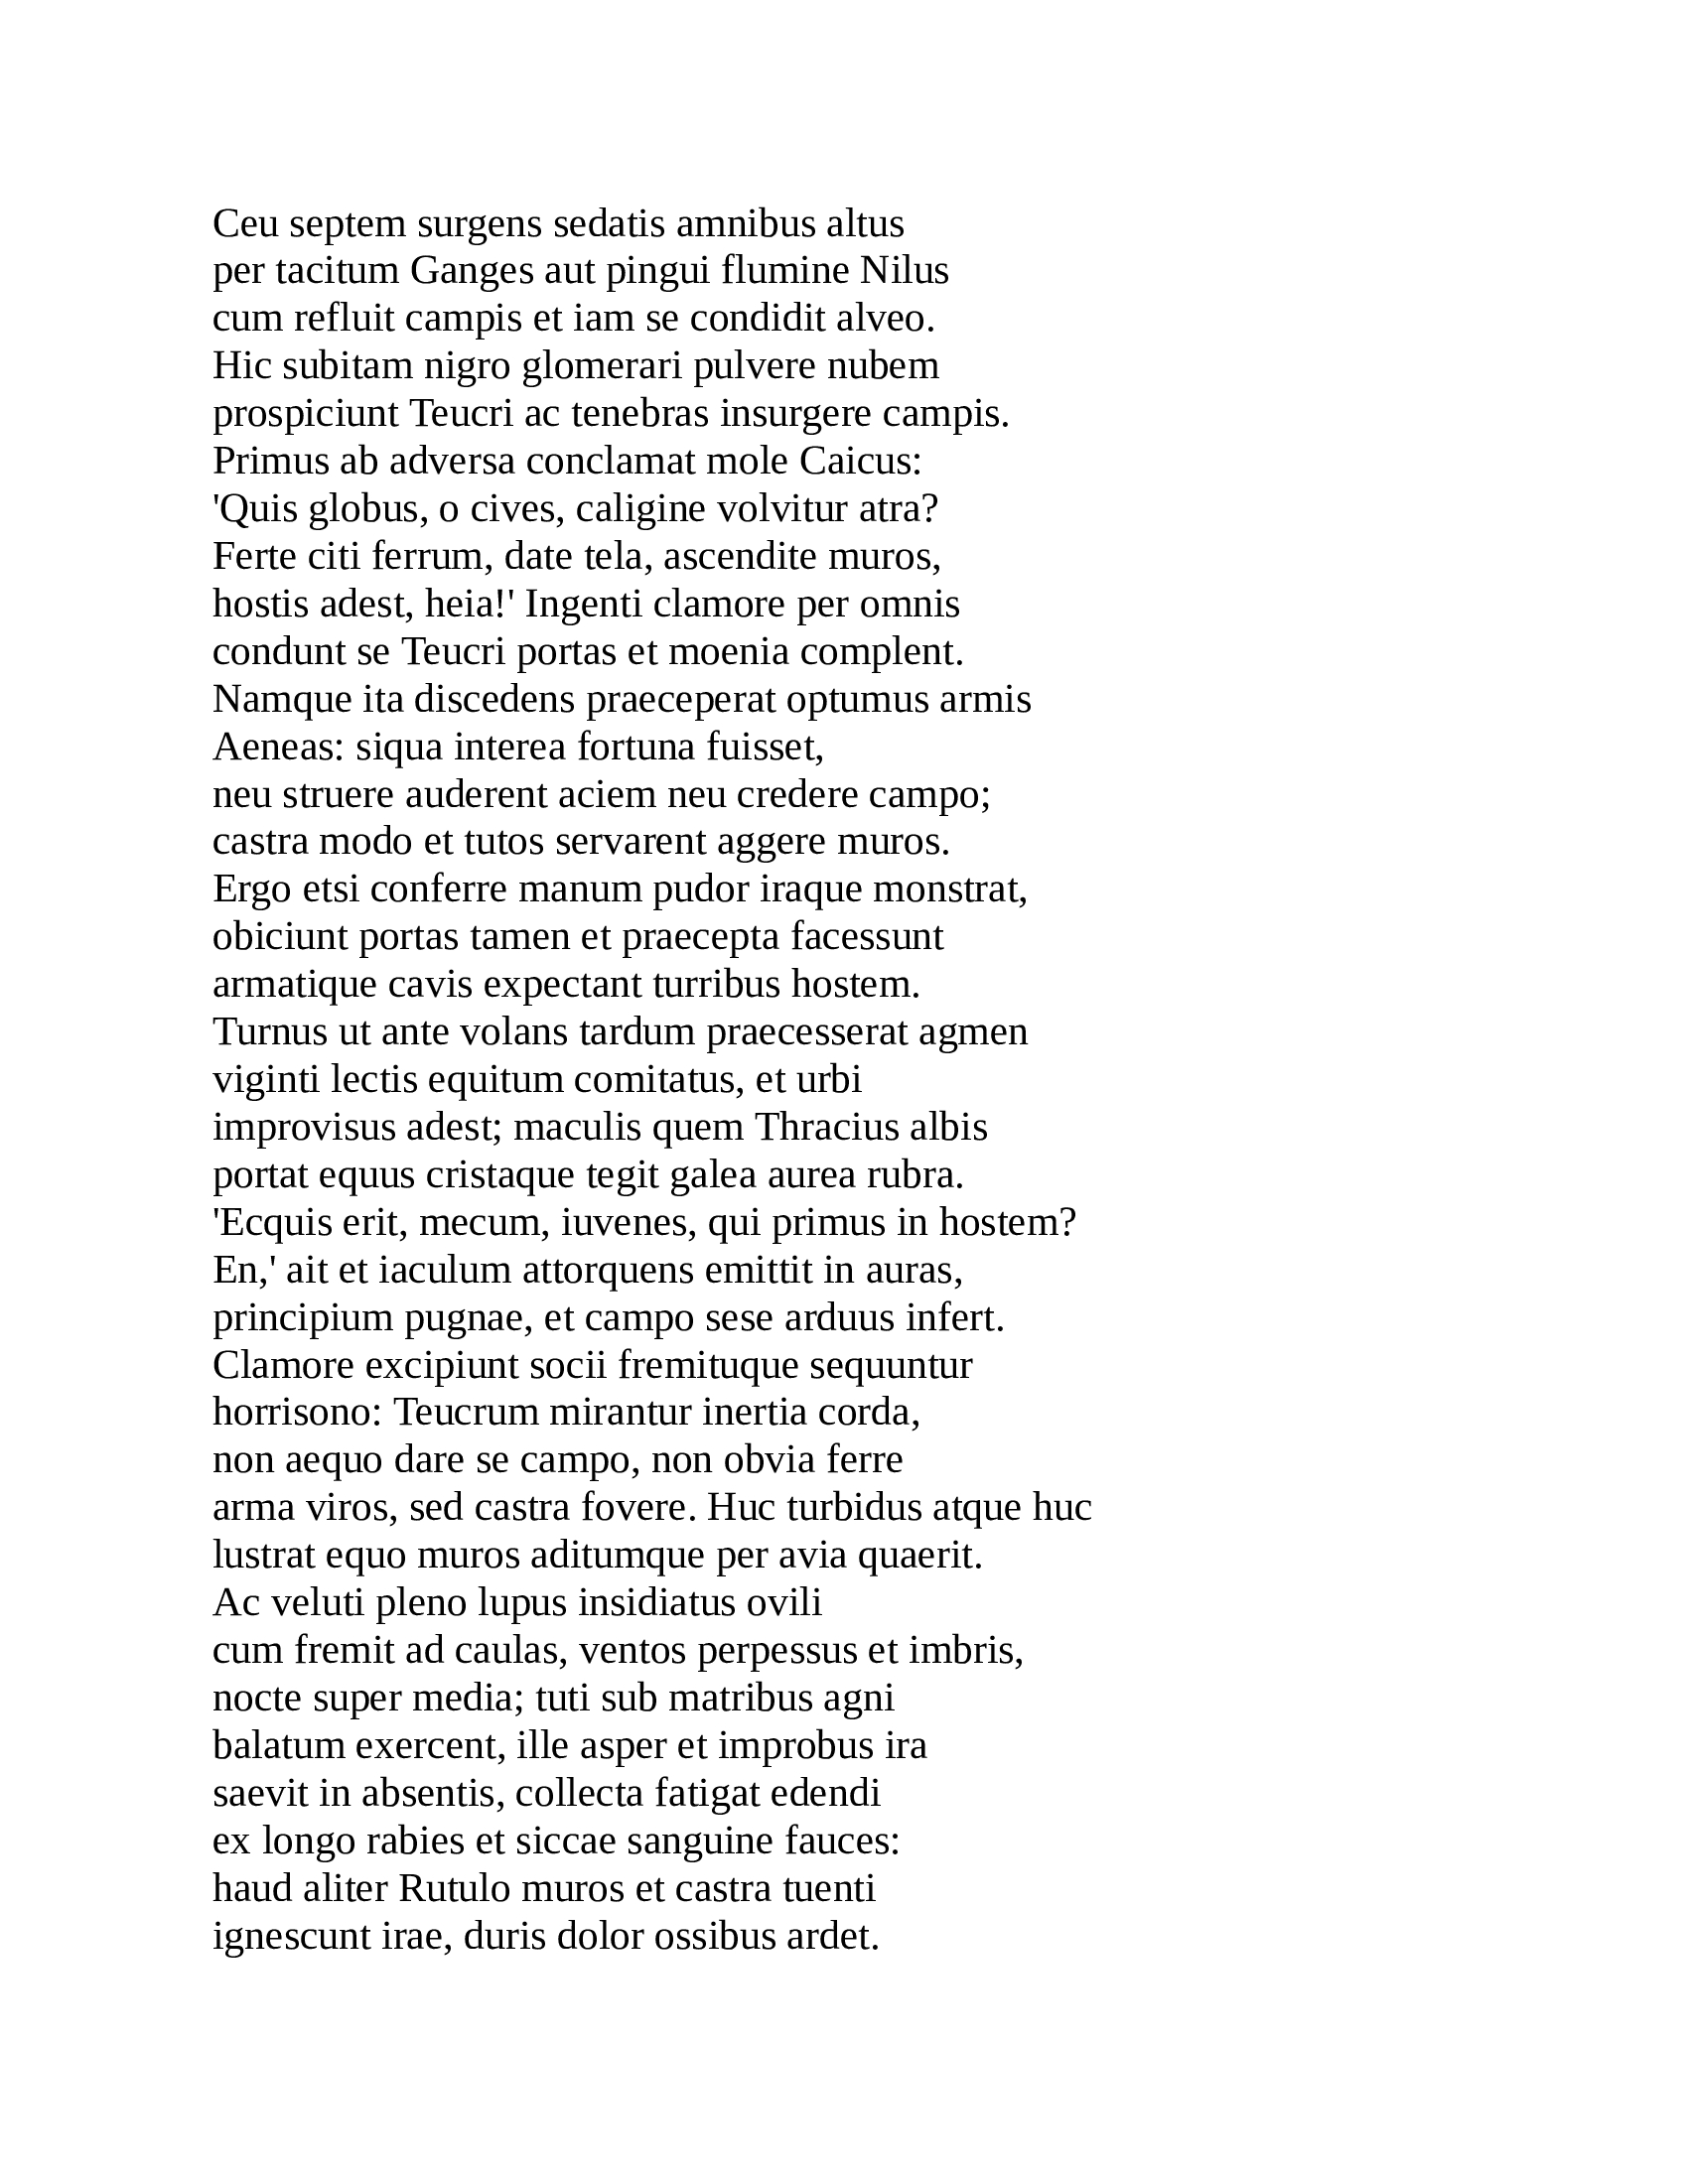 Ceu septem surgens sedatis amnibus altus
per tacitum Ganges aut pingui flumine Nilus
cum refluit campis et iam se condidit alveo.
Hic subitam nigro glomerari pulvere nubem
prospiciunt Teucri ac tenebras insurgere campis.
Primus ab adversa conclamat mole Caicus:
'Quis globus, o cives, caligine volvitur atra?
Ferte citi ferrum, date tela, ascendite muros,
hostis adest, heia!' Ingenti clamore per omnis
condunt se Teucri portas et moenia complent.
Namque ita discedens praeceperat optumus armis
Aeneas: siqua interea fortuna fuisset,
neu struere auderent aciem neu credere campo;
castra modo et tutos servarent aggere muros.
Ergo etsi conferre manum pudor iraque monstrat,
obiciunt portas tamen et praecepta facessunt
armatique cavis expectant turribus hostem.
Turnus ut ante volans tardum praecesserat agmen
viginti lectis equitum comitatus, et urbi
improvisus adest; maculis quem Thracius albis
portat equus cristaque tegit galea aurea rubra.
'Ecquis erit, mecum, iuvenes, qui primus in hostem?
En,' ait et iaculum attorquens emittit in auras,
principium pugnae, et campo sese arduus infert.
Clamore excipiunt socii fremituque sequuntur
horrisono: Teucrum mirantur inertia corda,
non aequo dare se campo, non obvia ferre
arma viros, sed castra fovere. Huc turbidus atque huc
lustrat equo muros aditumque per avia quaerit.
Ac veluti pleno lupus insidiatus ovili
cum fremit ad caulas, ventos perpessus et imbris,
nocte super media; tuti sub matribus agni
balatum exercent, ille asper et improbus ira
saevit in absentis, collecta fatigat edendi
ex longo rabies et siccae sanguine fauces:
haud aliter Rutulo muros et castra tuenti
ignescunt irae, duris dolor ossibus ardet.